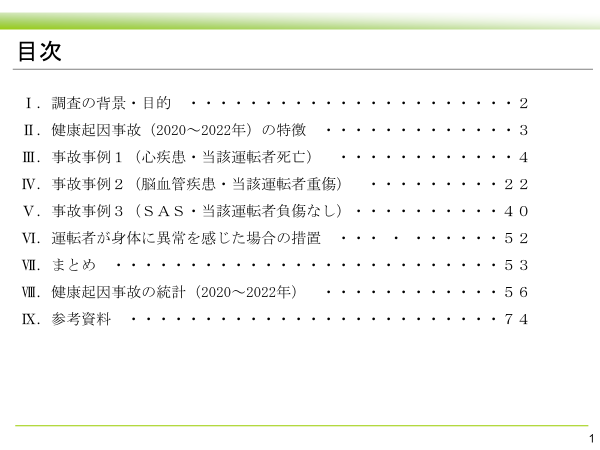 目次
Ⅰ．調査の背景・目的　・・・・・・・・・・・・・・・・・・・・・・２
Ⅱ．健康起因事故（2020～2022年）の特徴　・・・・・・・・・・・・３
Ⅲ．事故事例１（心疾患・当該運転者死亡）　・・・・・・・・・・・４
Ⅳ．事故事例２（脳血管疾患・当該運転者重傷）　・・・・・・・・・２２
Ⅴ．事故事例３（ＳＡＳ・当該運転者負傷なし）・・・・・・・・・・４０
Ⅵ．運転者が身体に異常を感じた場合の措置　・・・ ・ ・・・・・・５２
Ⅶ．まとめ　・・・・・・・・・・・・・・・・・・・・・・・・・・５３
Ⅷ．健康起因事故の統計（2020～2022年）　・・・・・・・・・・・・５６
Ⅸ．参考資料　・・・・・・・・・・・・・・・・・・・・・・・・・７４
1